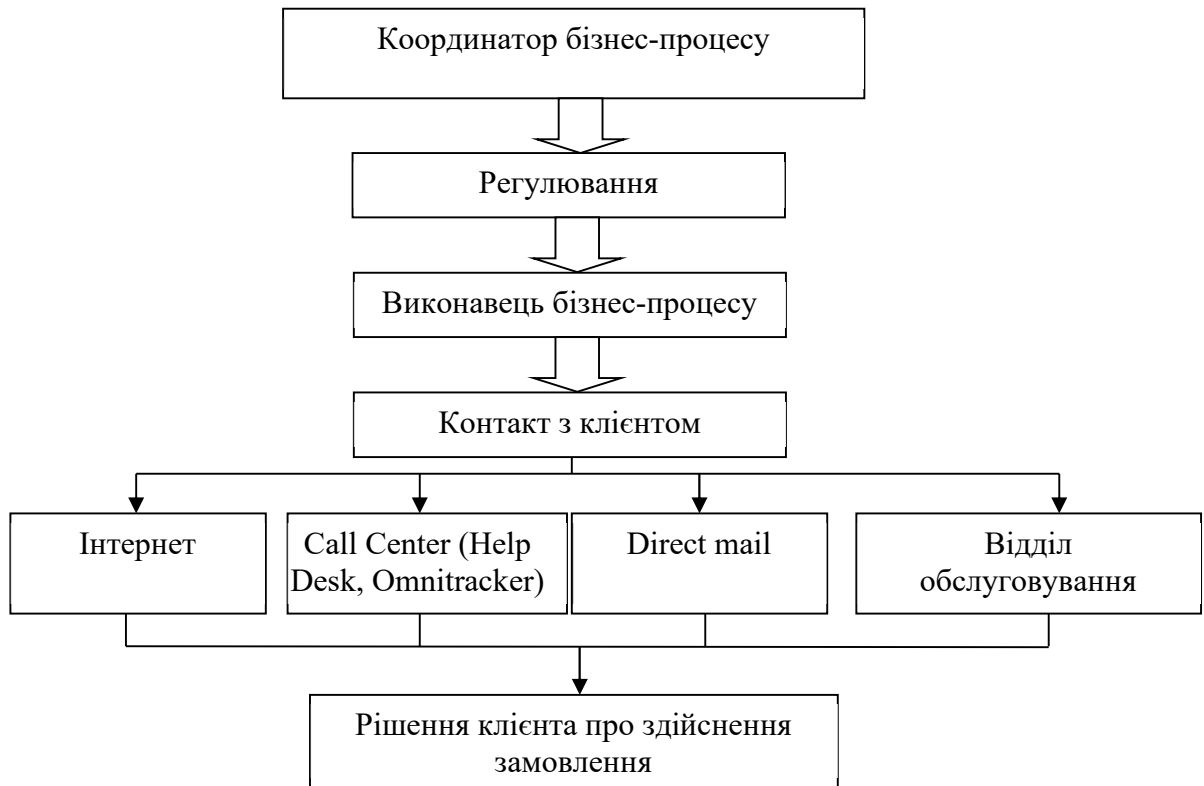 Координатор бізнес-процесу
Регулювання
Виконавець бізнес-процесу
Контакт з клієнтом
Інтернет
Call Center (Help
Desk, Omnitracker)
Direct mail
Відділ
обслуговування
Рішення клієнта про здійснення
замовлення